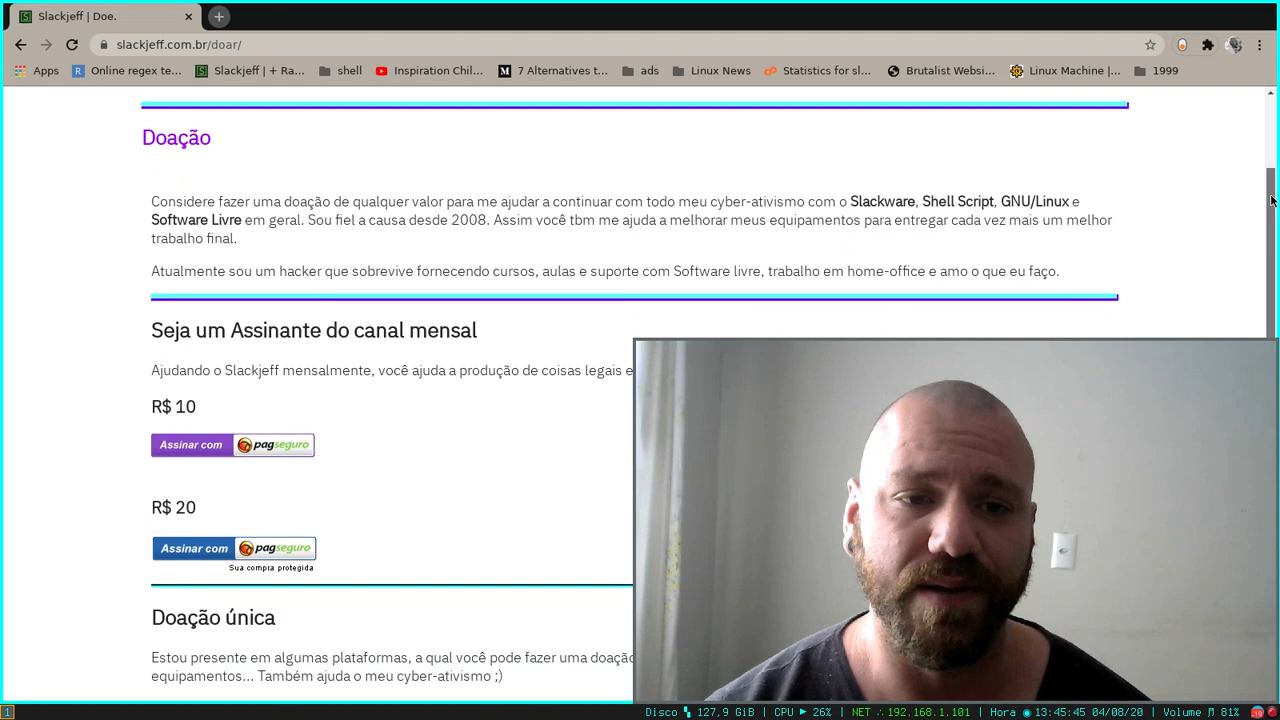 Slackjeff | Doe.
slackjeff.com.br/doar/
Apps Online regex te... Slackjeff | + Ra... shell Inspiration Chil... 7 Alternatives t... ads Linux News Statistics for sl... Brutalist Websi... Linux Machine |... 1999
Doação
Considere fazer uma doação de qualquer valor para me ajudar a continuar com todo meu cyber-ativismo com o Slackware, Shell Script, GNU/Linux e
Software Livre em geral. Sou fiel a causa desde 2008. Assim você tbm me ajuda a melhorar meus equipamentos para entregar cada vez mais um melhor
trabalho final.
Atualmente sou um hacker que sobrevive fornecendo cursos, aulas e suporte com Software livre, trabalho em home-office e amo o que eu faço.
Seja um Assinante do canal mensal
Ajudando o Slackjeff mensalmente, você ajuda a produção de coisas legais e
R$ 10
Assinar com pagseguro
R$ 20
Assinar com pagseguro
Sua compra protegida
Doação única
Estou presente em algumas plataformas, a qual você pode fazer uma doação
equipamentos... Também ajuda o meu cyber-ativismo ;)
1 Disco 127,9 GiB | CPU ► 26% | NET 192.168.1.101 | Hora 13:45:45 04/08/20 | Volume 81%